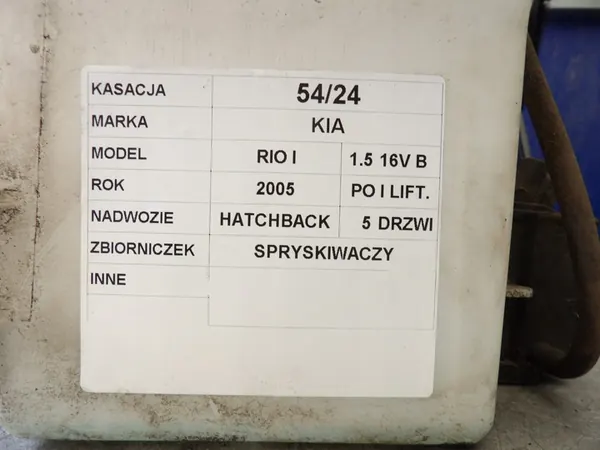 KASACJA 54/24
MARKA KIA
MODEL RIO I 1.5 16V B
ROK 2005 PO I LIFT.
NADWOZIE HATCHBACK 5 DRZWI
ZBIORNICZEK SPRYSKIWACZY
INNE